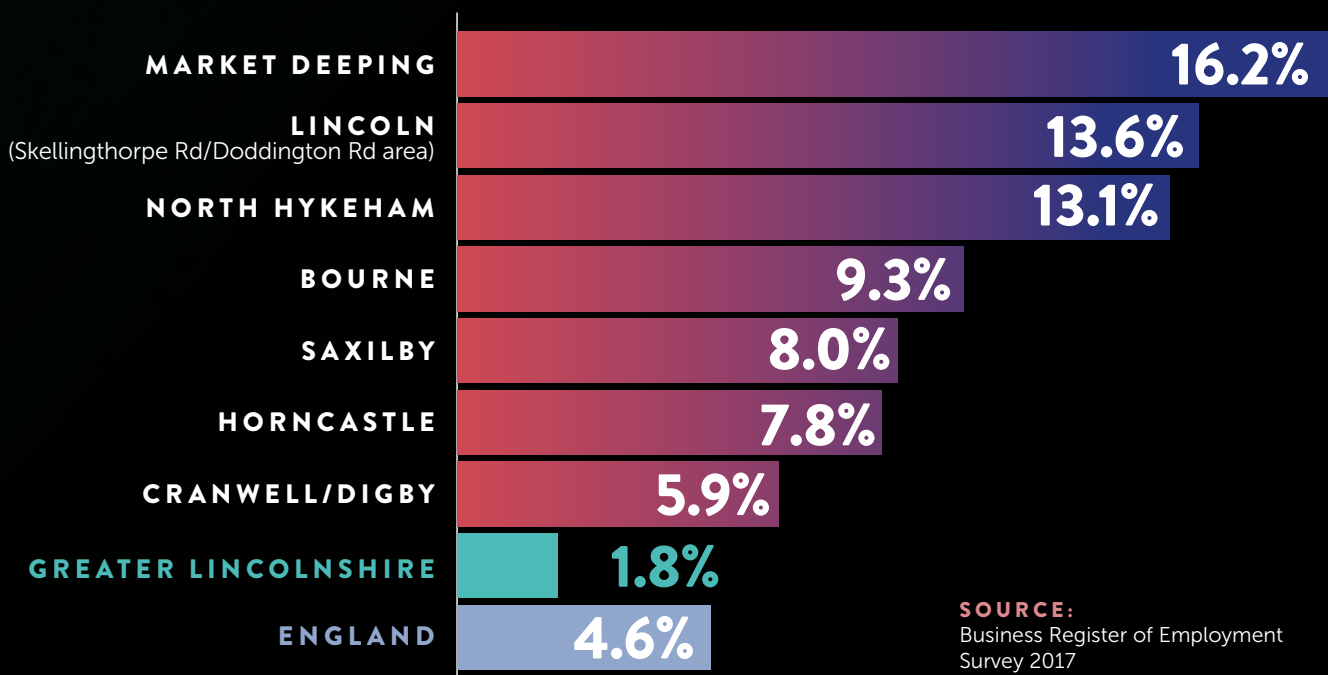 MARKET DEEPING 16.2%
LINCOLN
(Skellingthorpe Rd/Doddington Rd area) 13.6%
NORTH HYKEHAM 13.1%
BOURNE 9.3%
SAXILBY 8.0%
HORNCASTLE 7.8%
CRANWELL/DIGBY 5.9%
GREATER LINCOLNSHIRE 1.8%
ENGLAND 4.6%
SOURCE:
Business Register of Employment
Survey 2017